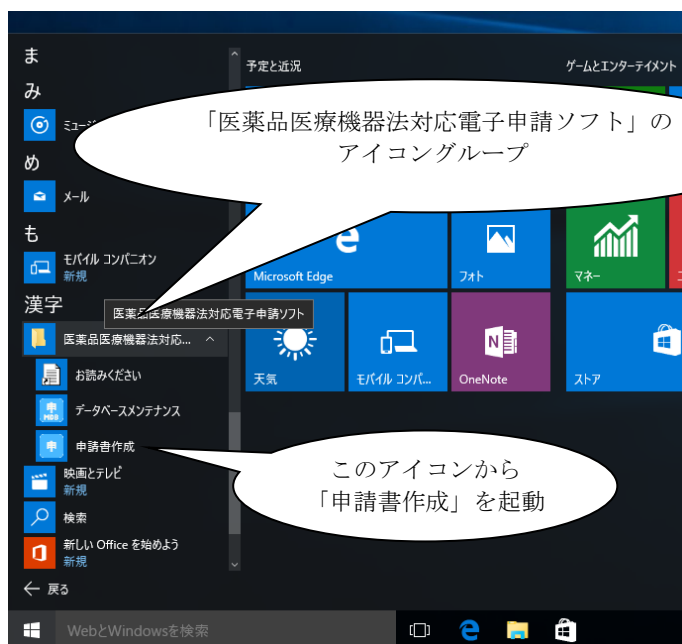 ま
み
ミュージ
め
メール
も
モバイル コンパニオン
新規
漢字
医薬品医療機器法対応電子申請ソフト
医薬品医療機器法対応...
お読みください
データベースメンテナンス
申請書作成
映画とテレビ
新規
検索
新しい Office を始めよう
新規
戻る
WebとWindowsを検索
予定と近況
ゲームとエンターテイメント
「医薬品医療機器法対応電子申請ソフト」の
アイコングループ
Microsoft Edge
フォト
マネー
天気
モバイル コンパ...
OneNote
ストア
このアイコンから
「申請書作成」を起動